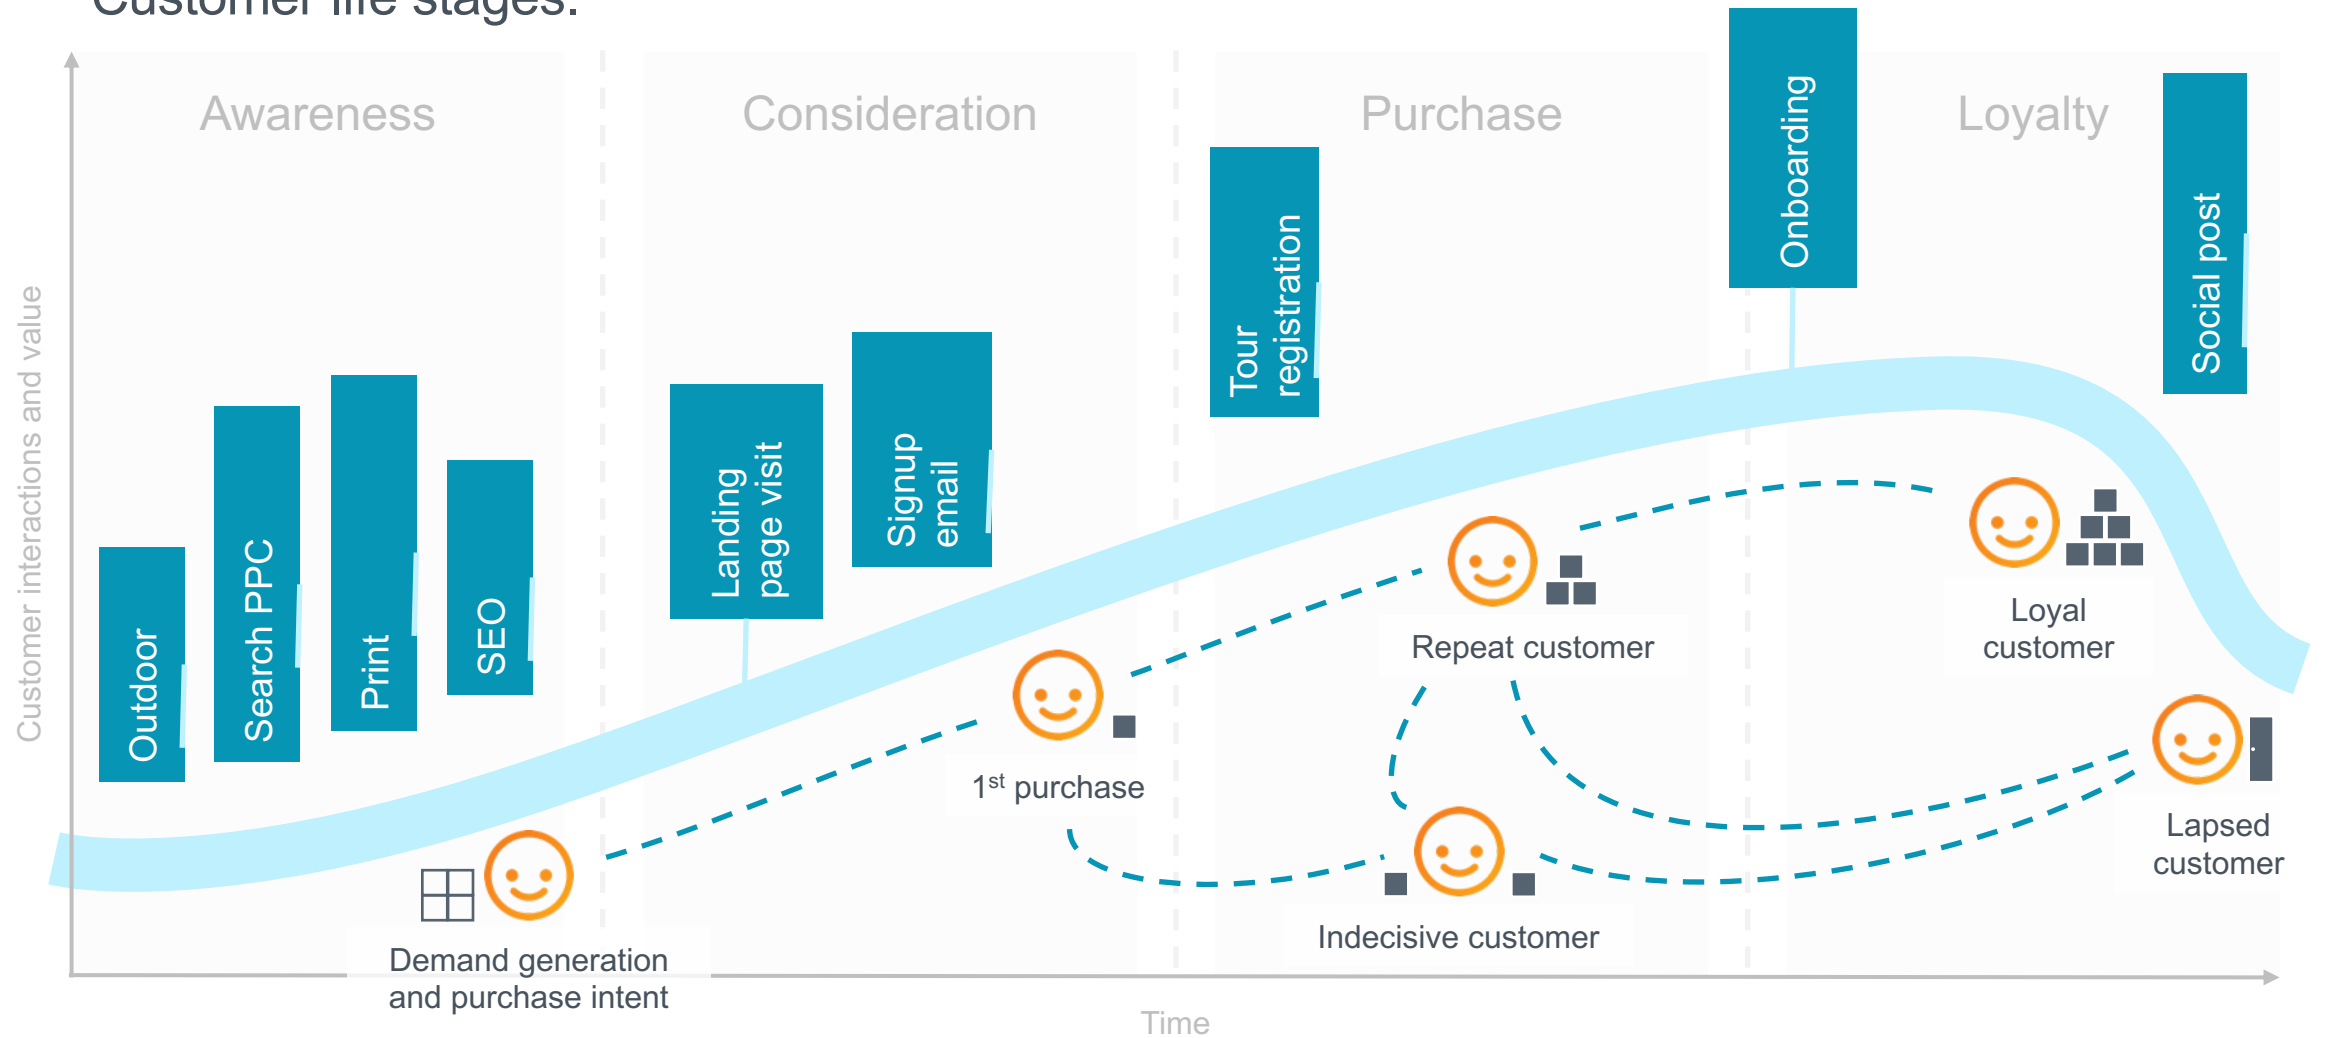 Customer life stages:
Awareness
Consideration
Purchase
Loyalty
Customer interactions and value
Outdoor
Search PPC
Print
SEO
Landing
page visit
Signup
email
Tour
registration
Onboarding
Social post
Demand generation
and purchase intent
1st purchase
Repeat customer
Indecisive customer
Loyal
customer
Lapsed
customer
Time